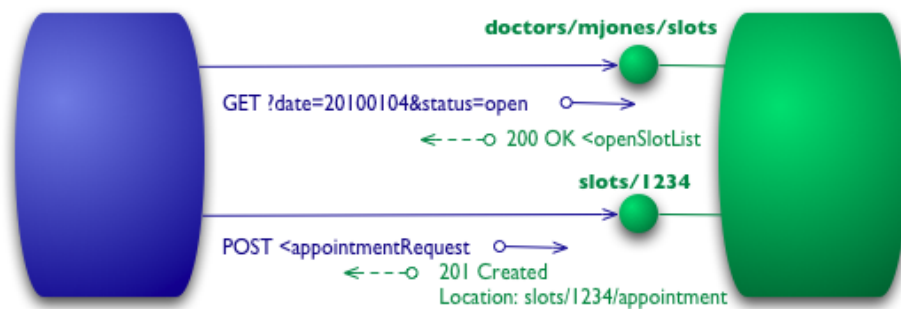 doctors/mjones/slots
GET ?date=20100104&status=open
200 OK <openSlotList
slots/1234
POST <appointmentRequest
201 Created
Location: slots/1234/appointment